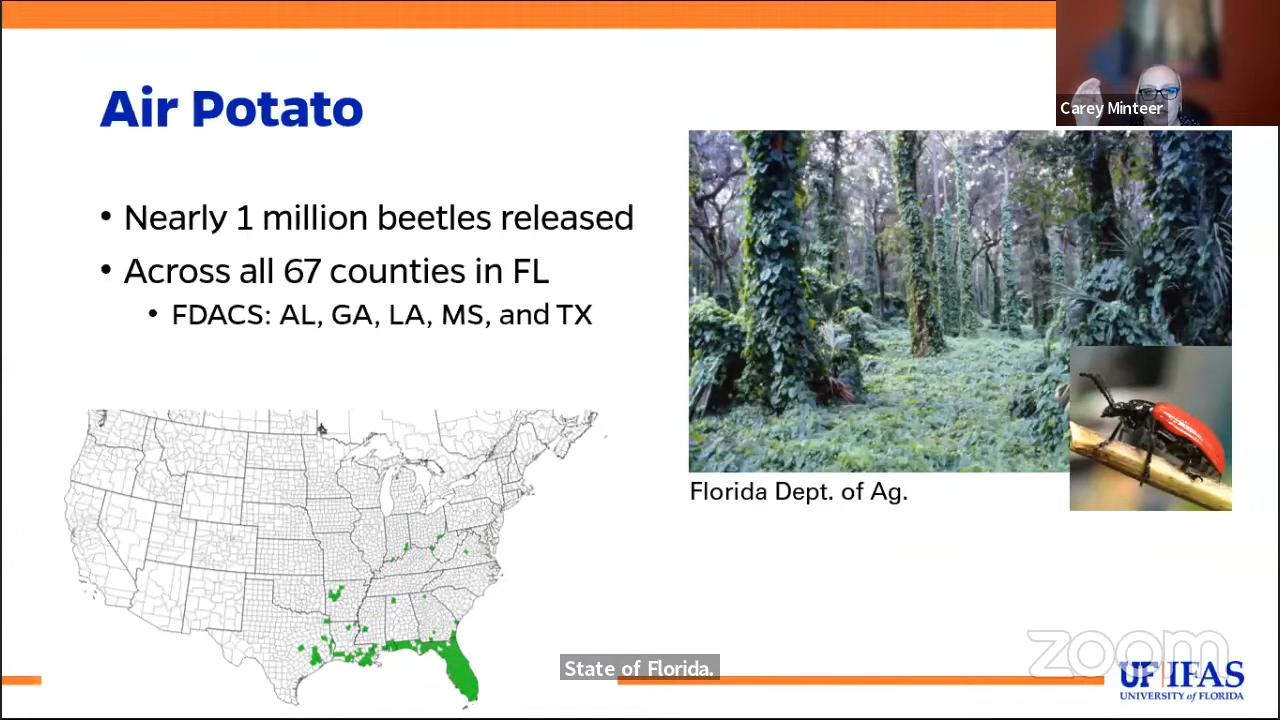 Air Potato
Carey Minteer
• Nearly 1 million beetles released
• Across all 67 counties in FL
• FDACS: AL, GA, LA, MS, and TX
Florida Dept. of Ag.
State of Florida.
zoom
UF IFAS
UNIVERSITY of FLORIDA